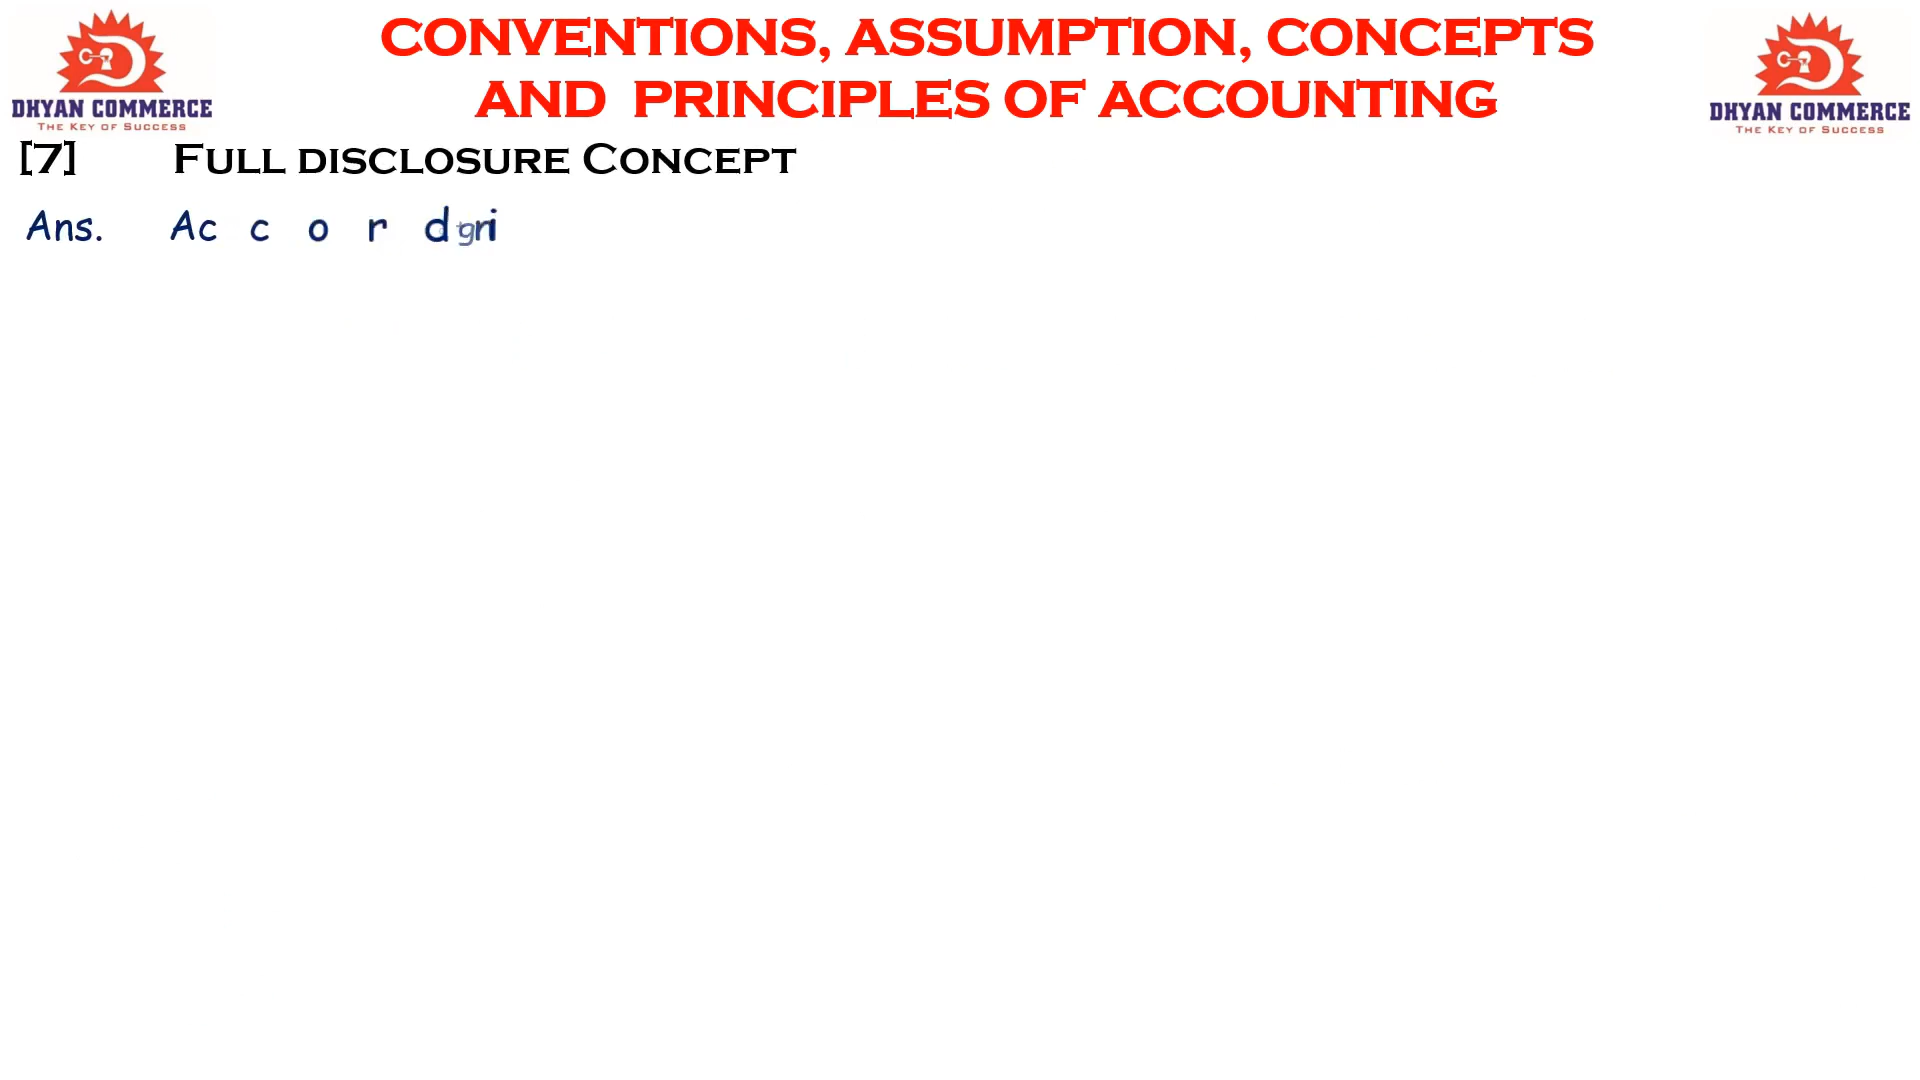 CONVENTIONS, ASSUMPTION, CONCEPTS
AND PRINCIPLES OF ACCOUNTING
DHYAN COMMERCE
THE KEY OF SUCCESS
DHYAN COMMERCE
THE KEY OF SUCCESS
[7] FULL DISCLOSURE CONCEPT
Ans.